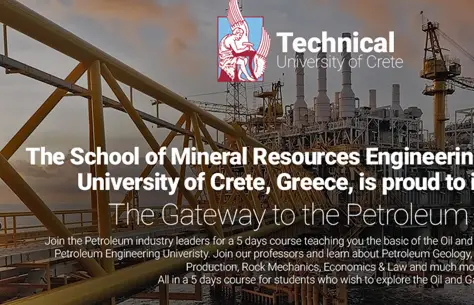 Technical
University of Crete
The School of Mineral Resources Engineerin
University of Crete, Greece, is proud to i
The Gateway to the Petroleum,
Join the Petroleum industry leaders for a 5 days course teaching you the basic of the Oil and
Petroleum Engineering Univeristy. Join our professors and learn about Petroleum Geology,
Production, Rock Mechanics, Economics & Law and much mo
All in a 5 days course for students who wish to explore the Oil and G